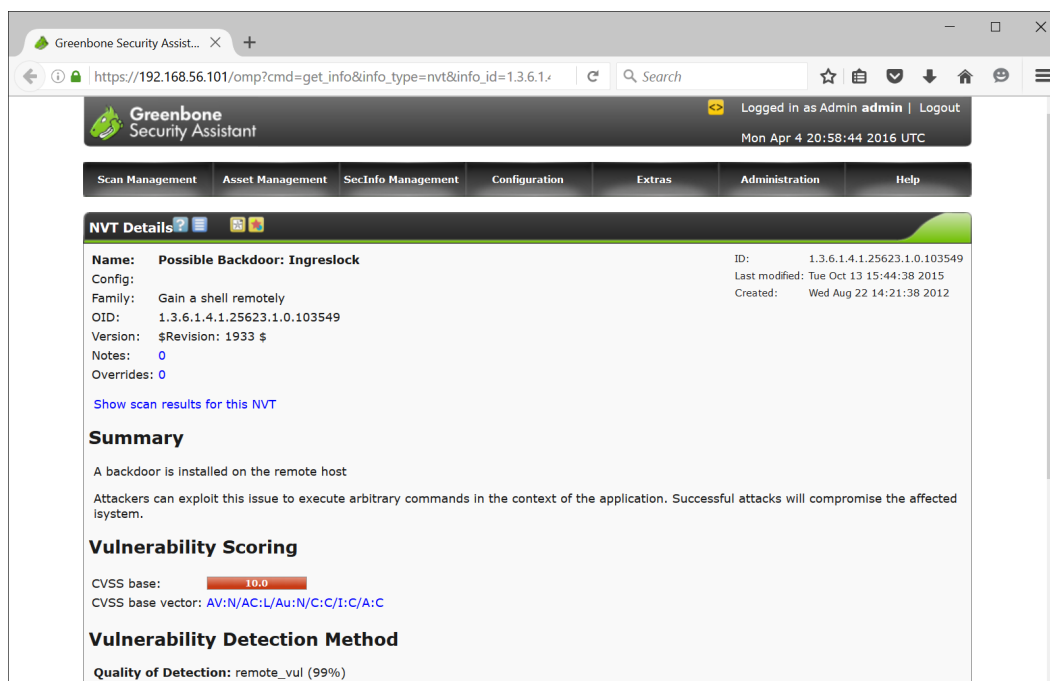 Greenbone Security Assist...
https://192.168.56.101/omp?cmd=get_info&info_type=nvt&info_id=1.3.6.1.
Search
Greenbone
Security Assistant
Logged in as Admin admin | Logout
Mon Apr 4 20:58:44 2016 UTC
Scan Management Asset Management SecInfo Management Configuration Extras Administration Help
NVT Details
Name: Possible Backdoor: Ingreslock
ID: 1.3.6.1.4.1.25623.1.0.103549
Config:
Last modified: Tue Oct 13 15:44:38 2015
Family: Gain a shell remotely
Created: Wed Aug 22 14:21:38 2012
OID: 1.3.6.1.4.1.25623.1.0.103549
Version: $Revision: 1933 $
Notes: 0
Overrides: 0
Show scan results for this NVT
Summary
A backdoor is installed on the remote host
Attackers can exploit this issue to execute arbitrary commands in the context of the application. Successful attacks will compromise the affected
isystem.
Vulnerability Scoring
CVSS base: 10.0
CVSS base vector: AV:N/AC:L/Au:N/C:C/I:C/A:C
Vulnerability Detection Method
Quality of Detection: remote_vul (99%)